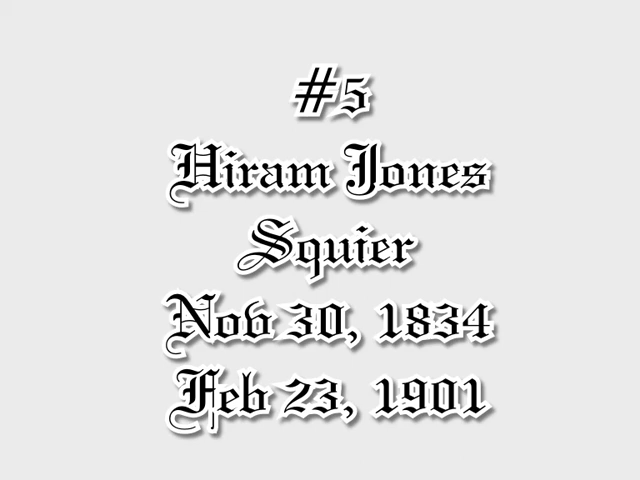 #5
Hiram Jones
Squier
Nov 30, 1834
Feb 23, 1901